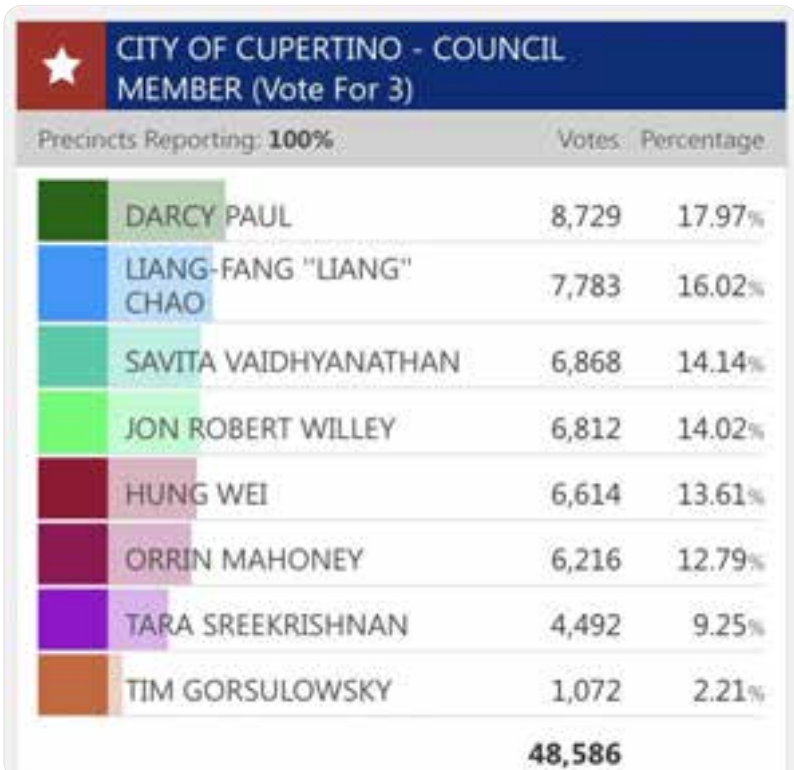 CITY OF CUPERTINO - COUNCIL
MEMBER (Vote For 3)
Precincts Reporting: 100% Votes Percentage
DARCY PAUL 8,729 17.97%
LIANG-FANG "LIANG"
CHAO 7,783 16.02%
SAVITA VAIDHYANATHAN 6,868 14.14%
JON ROBERT WILLEY 6,812 14.02%
HUNG WEI 6,614 13.61%
ORRIN MAHONEY 6,216 12.79%
TARA SREEKRISHNAN 4,492 9.25%
TIM GORSULOWSKY 1,072 2.21%
48,586